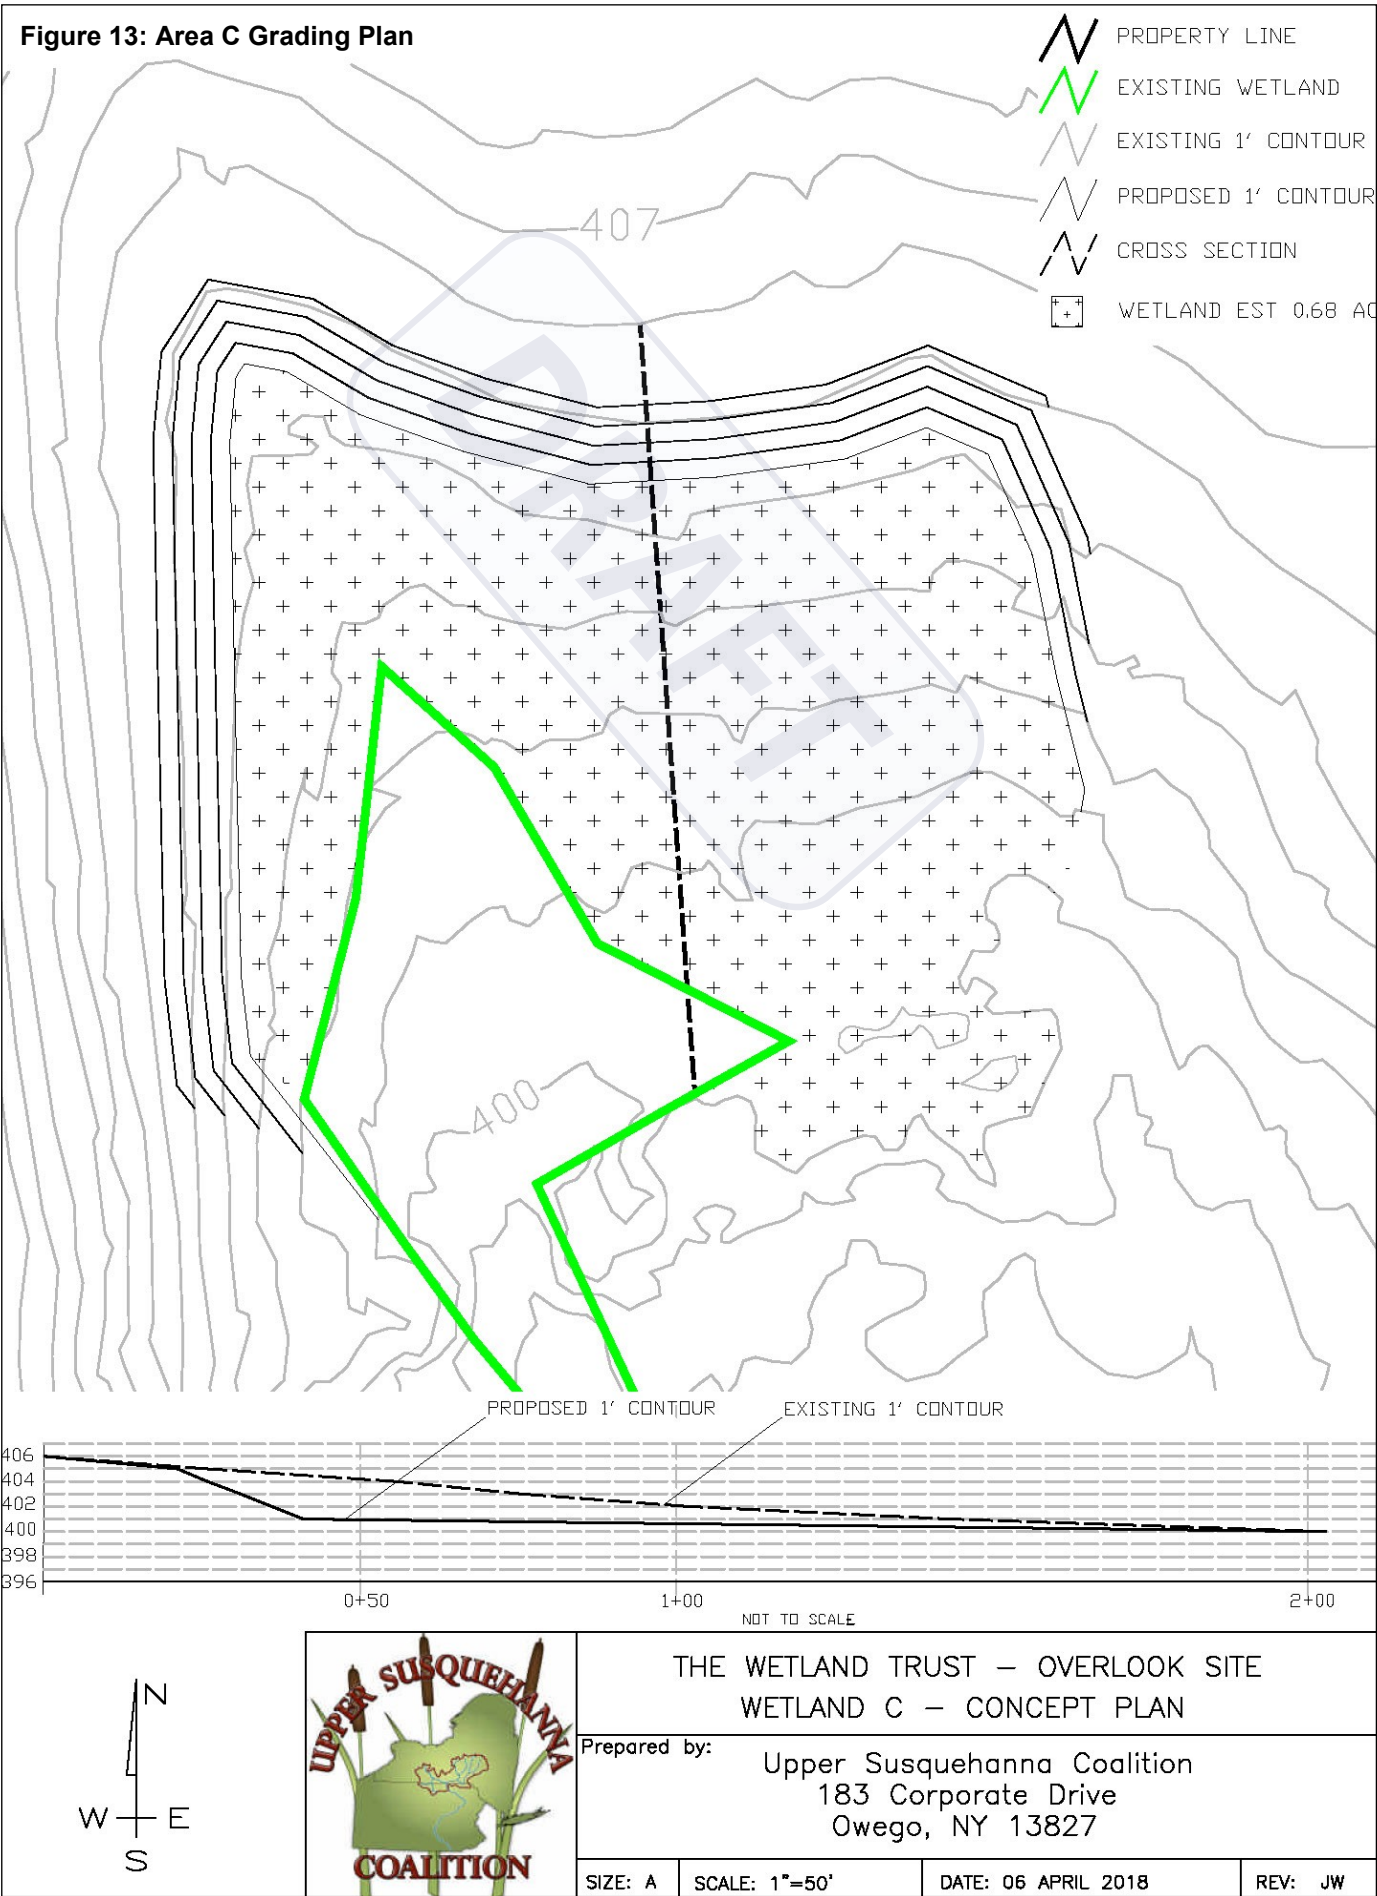 Figure 13: Area C Grading Plan
PROPERTY LINE
EXISTING WETLAND
EXISTING 1' CONTOUR
PROPOSED 1' CONTOUR
CROSS SECTION
WETLAND EST 0.68 AC
407
DRAFT
400
PROPOSED 1' CONTOUR
EXISTING 1' CONTOUR
406
404
402
400
398
396
0+50
1+00
2+00
NOT TO SCALE
N
W E
S
UPPER SUSQUEHANNA
COALITION
THE WETLAND TRUST – OVERLOOK SITE
WETLAND C – CONCEPT PLAN
Prepared by:
Upper Susquehanna Coalition
183 Corporate Drive
Owego, NY 13827
SIZE: A
SCALE: 1"=50'
DATE: 06 APRIL 2018
REV: JW